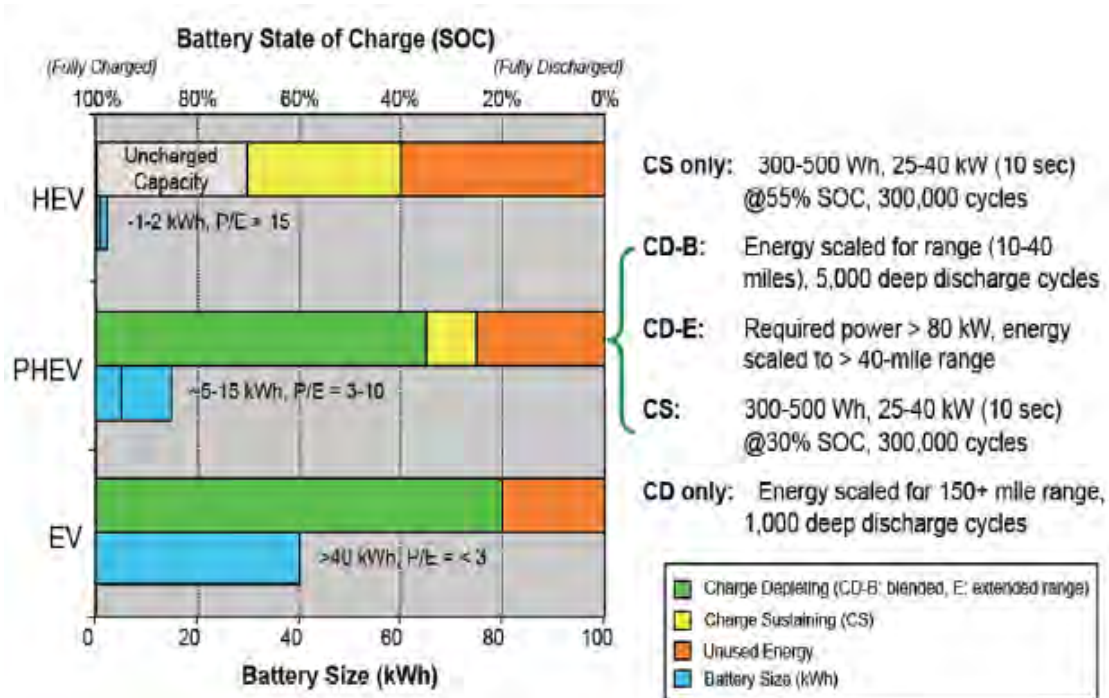 Battery State of Charge (SOC)
(Fully Charged) (Fully Discharged)
100% 80% 60% 40% 20% 0%
HEV
Uncharged
Capacity
~1-2 kWh, P/E > 15
PHEV
~5-15 kWh, P/E = 3-10
EV
>40 kWh, P/E = < 3
0 20 40 60 80 100
Battery Size (kWh)
CS only: 300-500 Wh, 25-40 kW (10 sec)
@55% SOC, 300,000 cycles
CD-B: Energy scaled for range (10-40
miles), 5,000 deep discharge cycles
CD-E: Required power > 80 kW, energy
scaled to > 40-mile range
CS: 300-500 Wh, 25-40 kW (10 sec)
@30% SOC, 300,000 cycles
CD only: Energy scaled for 150+ mile range,
1,000 deep discharge cycles
Charge Depleting (CD-B: blended, E: extended range)
Charge Sustaining (CS)
Unused Energy
Battery Size (kWh)